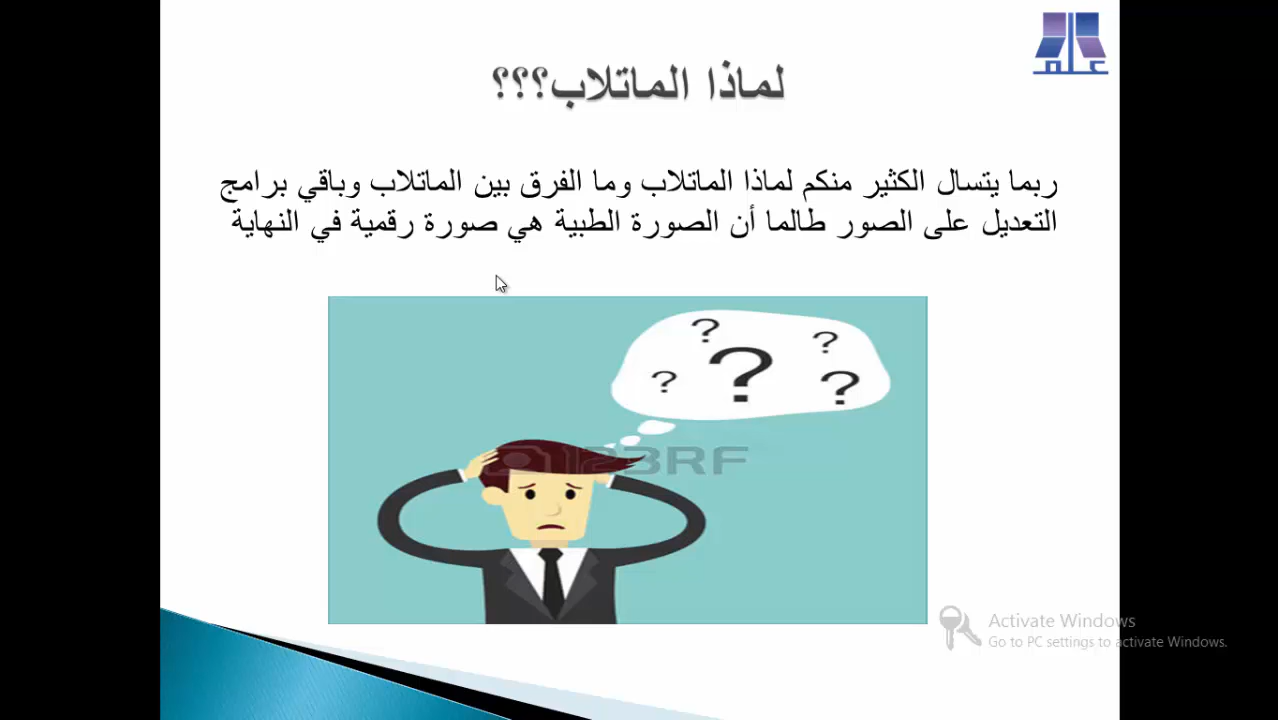 علم
لماذا الماتلاب؟؟؟
ربما يتسال الكثير منكم لماذا الماتلاب وما الفرق بين الماتلاب وباقي برامج
التعديل على الصور طالما أن الصورة الطبية هي صورة رقمية في النهاية
? ? ? ? ?
123RF
Activate Windows
Go to PC settings to activate Windows.